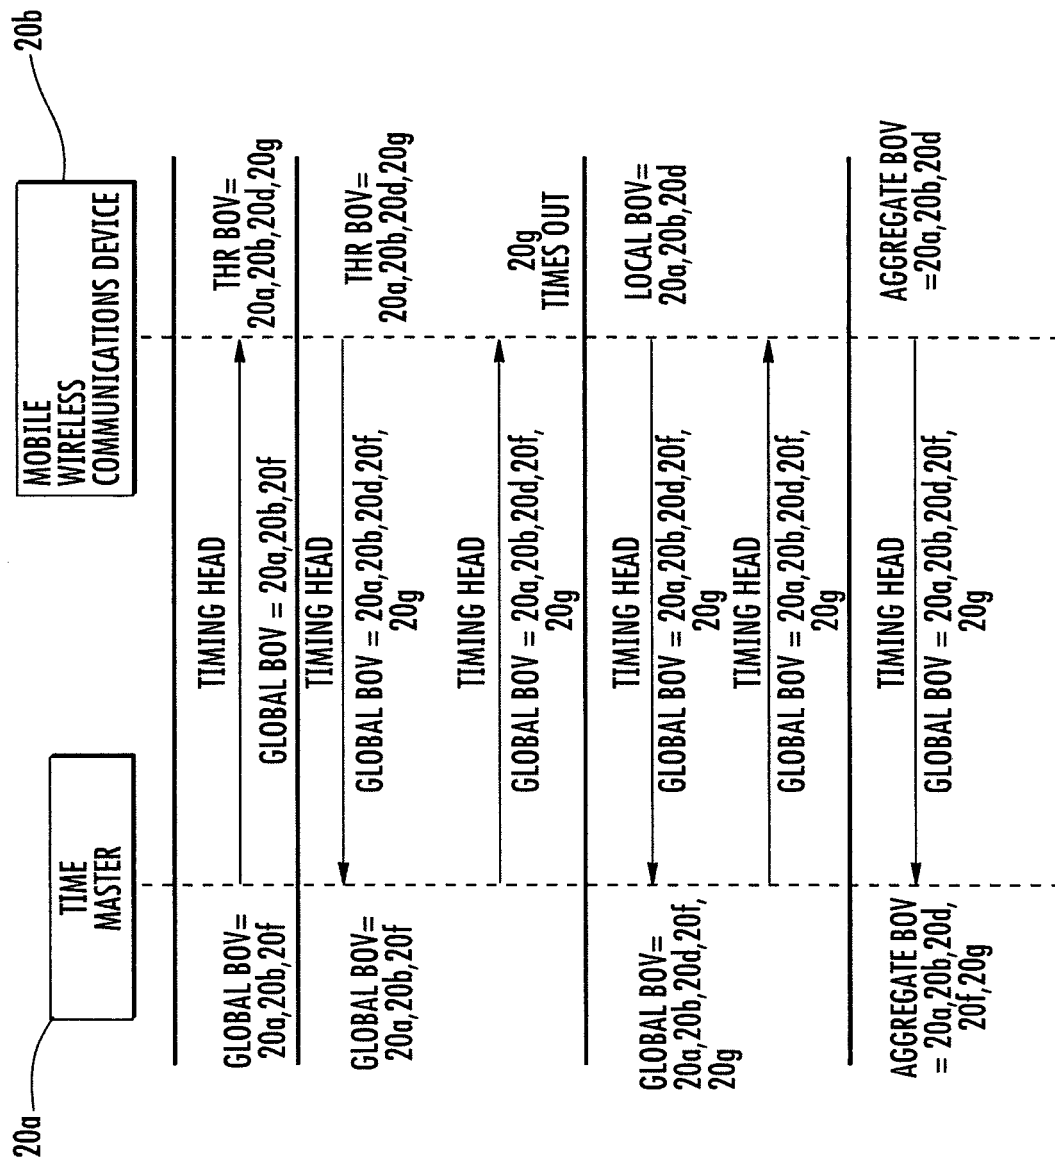 20a
TIME
MASTER
MOBILE
WIRELESS
COMMUNICATIONS DEVICE
20b
GLOBAL BOV=
20a,20b,20f
TIMING HEAD
GLOBAL BOV = 20a,20b,20f
THR BOV=
20a,20b,20d,20g
GLOBAL BOV=
20a,20b,20f
TIMING HEAD
GLOBAL BOV = 20a,20b,20d,20f,
20g
THR BOV=
20a,20b,20d,20g
TIMING HEAD
GLOBAL BOV = 20a,20b,20d,20f,
20g
20g
TIMES OUT
GLOBAL BOV=
20a,20b,20d,20f,
20g
TIMING HEAD
GLOBAL BOV = 20a,20b,20d,20f,
20g
LOCAL BOV=
20a,20b,20d
TIMING HEAD
GLOBAL BOV = 20a,20b,20d,20f,
20g
AGGREGATE BOV
= 20a,20b,20d,
20f,20g
TIMING HEAD
GLOBAL BOV = 20a,20b,20d,20f,
20g
AGGREGATE BOV
=20a,20b,20d